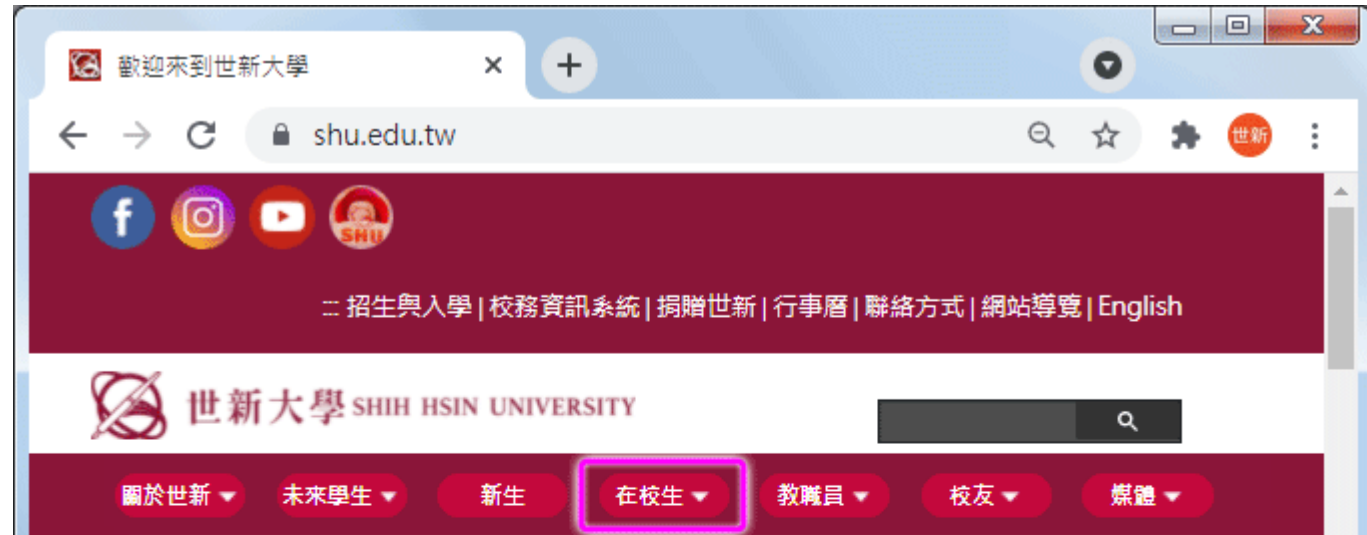 歡迎來到世新大學
shu.edu.tw
世新
SHU
::: 招生與入學 | 校務資訊系統 | 捐贈世新 | 行事曆 | 聯絡方式 | 網站導覽 | English
世新大學 SHIH HSIN UNIVERSITY
關於世新 未來學生 新生 在校生 教職員 校友 媒體